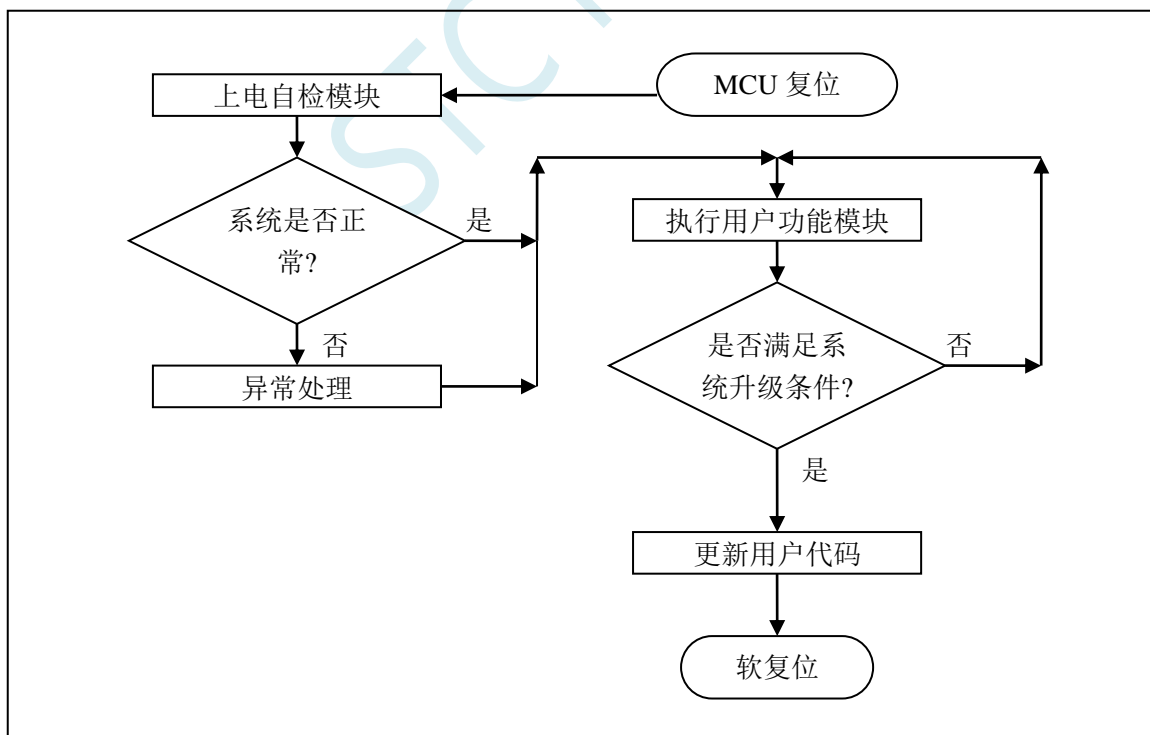 MCU 复位
上电自检模块
系统是否正
常?
是
否
异常处理
执行用户功能模块
是否满足系
统升级条件?
否
是
更新用户代码
软复位
STC